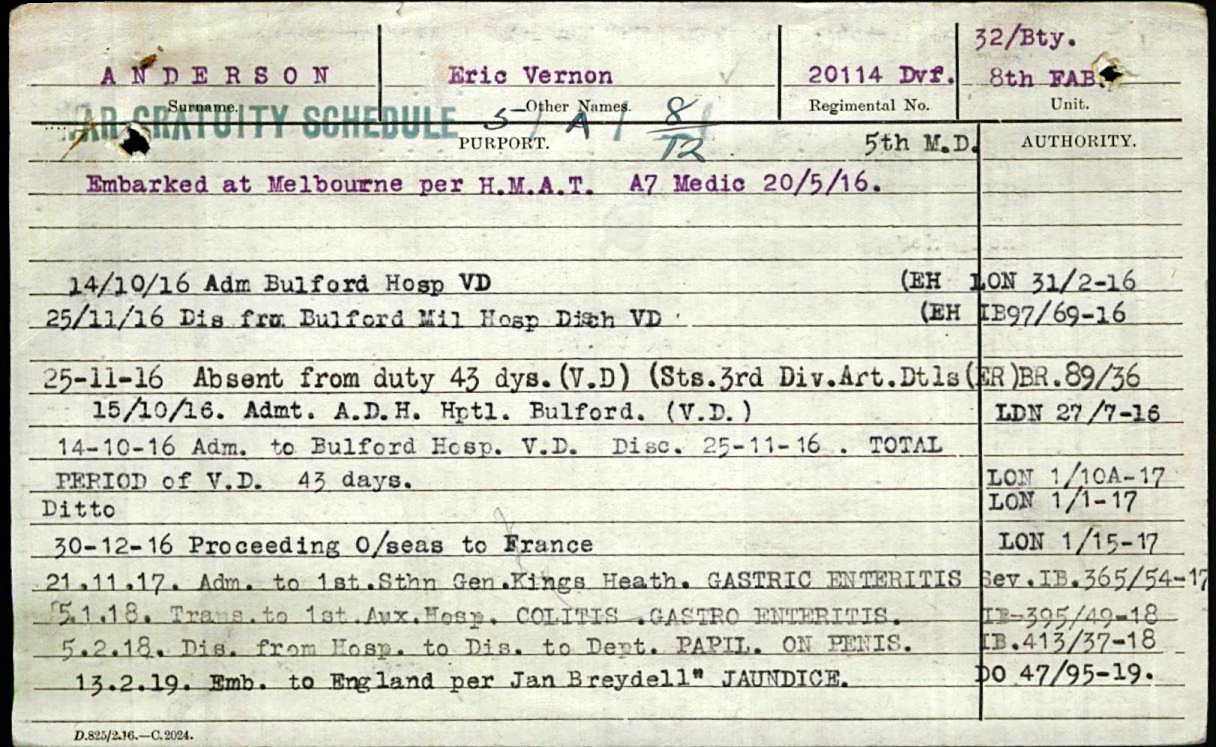 32/Bty.
ANDERSON Eric Vernon 20114 Dvf. 8th FAB.
Surname. Other Names. Regimental No. Unit.
AR GRATUITY SCHEDULE 5/A/ 8/12
PURPORT. 5th M.D. AUTHORITY.
Embarked at Melbourne per H.M.A.T. A7 Medic 20/5/16.
14/10/16 Adm Bulford Hosp VD (EH LON 31/2-16
25/11/16 Dis frm Bulford Mil Hosp Disch VD (EH IB97/69-16
25-11-16 Absent from duty 43 dys.(V.D) (Sts.3rd Div.Art.Dtls(ER)BR.89/36
15/10/16. Admt. A.D.H. Hptl. Bulford. (V.D.) LDN 27/7-16
14-10-16 Adm. to Bulford Hosp. V.D. Disc. 25-11-16 . TOTAL
PERIOD of V.D. 43 days. LON 1/10A-17
Ditto LON 1/1-17
30-12-16 Proceeding O/seas to France LON 1/15-17
21.11.17. Adm. to 1st.Sthn Gen.Kings Heath. GASTRIC ENTERITIS Sev.IB.365/54-17
5.1.18. Trans.to 1st.Aux.Hosp. COLITIS .GASTRO ENTERITIS. IB-395/49-18
5.2.18. Dis. from Hosp. to Dis. to Dept. PAPIL. ON PENIS. IB.413/37-18
13.2.19. Emb. to England per Jan Breydell" JAUNDICE. DO 47/95-19.
D.825/2.16.—C.2024.